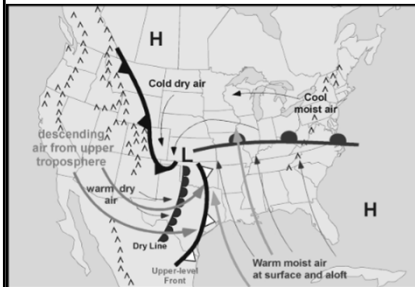 H
Cold dry air
Cool
moist air
descending
air from upper
troposphere
L
warm dry
air
H
Dry Line
Warm moist air
at surface and aloft
Upper-level
Front